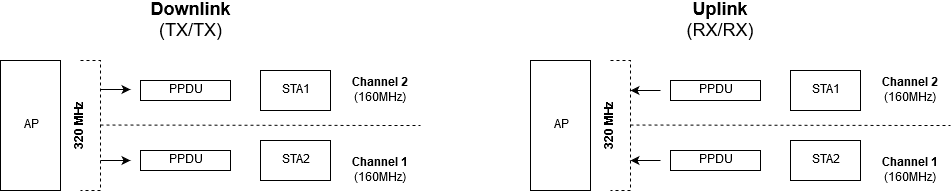 Downlink
(TX/TX)
AP
320 MHz
PPDU
STA1
Channel 2
(160MHz)
PPDU
STA2
Channel 1
(160MHz)
Uplink
(RX/RX)
AP
320 MHz
PPDU
STA1
Channel 2
(160MHz)
PPDU
STA2
Channel 1
(160MHz)